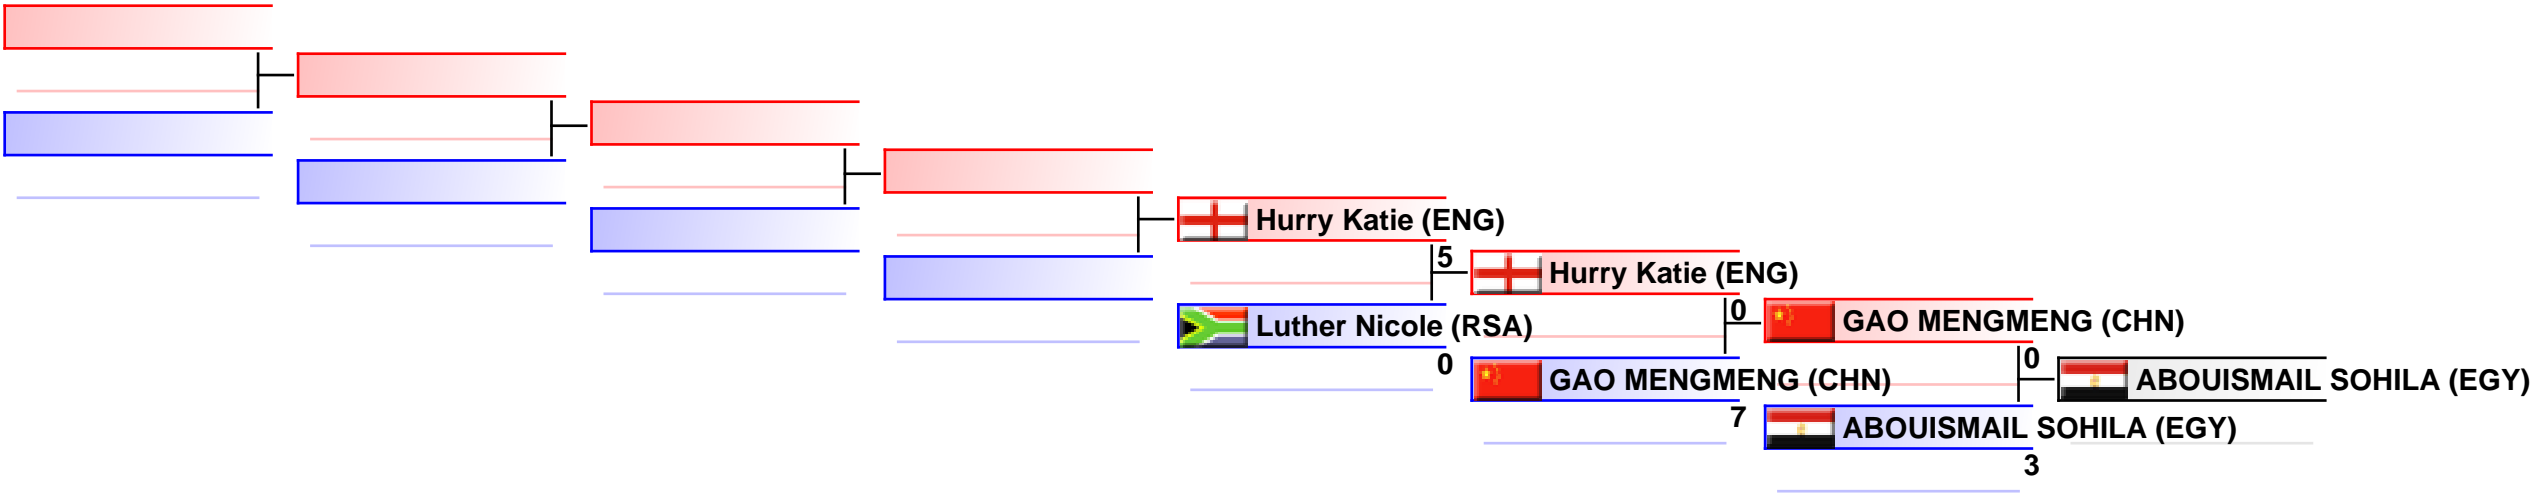 Hurry Katie (ENG)
5
Luther Nicole (RSA)
0
Hurry Katie (ENG)
0
GAO MENGMENG (CHN)
7
GAO MENGMENG (CHN)
0
ABOUISMAIL SOHILA (EGY)
3
ABOUISMAIL SOHILA (EGY)